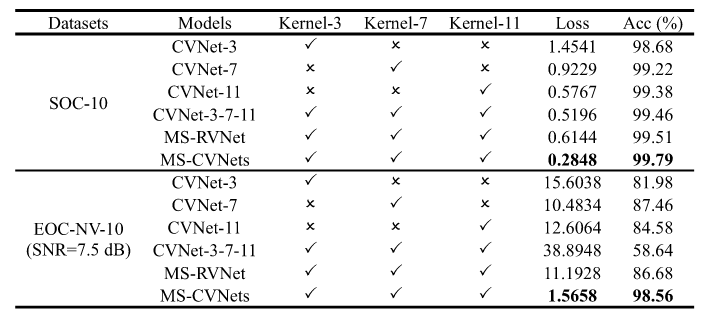 Datasets Models Kernel-3 Kernel-7 Kernel-11 Loss Acc (%)
SOC-10
CVNet-3 ✓ × × 1.4541 98.68
CVNet-7 × ✓ × 0.9229 99.22
CVNet-11 × × ✓ 0.5767 99.38
CVNet-3-7-11 ✓ ✓ ✓ 0.5196 99.46
MS-RVNet ✓ ✓ ✓ 0.6144 99.51
MS-CVNets ✓ ✓ ✓ 0.2848 99.79
EOC-NV-10
(SNR=7.5 dB)
CVNet-3 ✓ × × 15.6038 81.98
CVNet-7 × ✓ × 10.4834 87.46
CVNet-11 × × ✓ 12.6064 84.58
CVNet-3-7-11 ✓ ✓ ✓ 38.8948 58.64
MS-RVNet ✓ ✓ ✓ 11.1928 86.68
MS-CVNets ✓ ✓ ✓ 1.5658 98.56